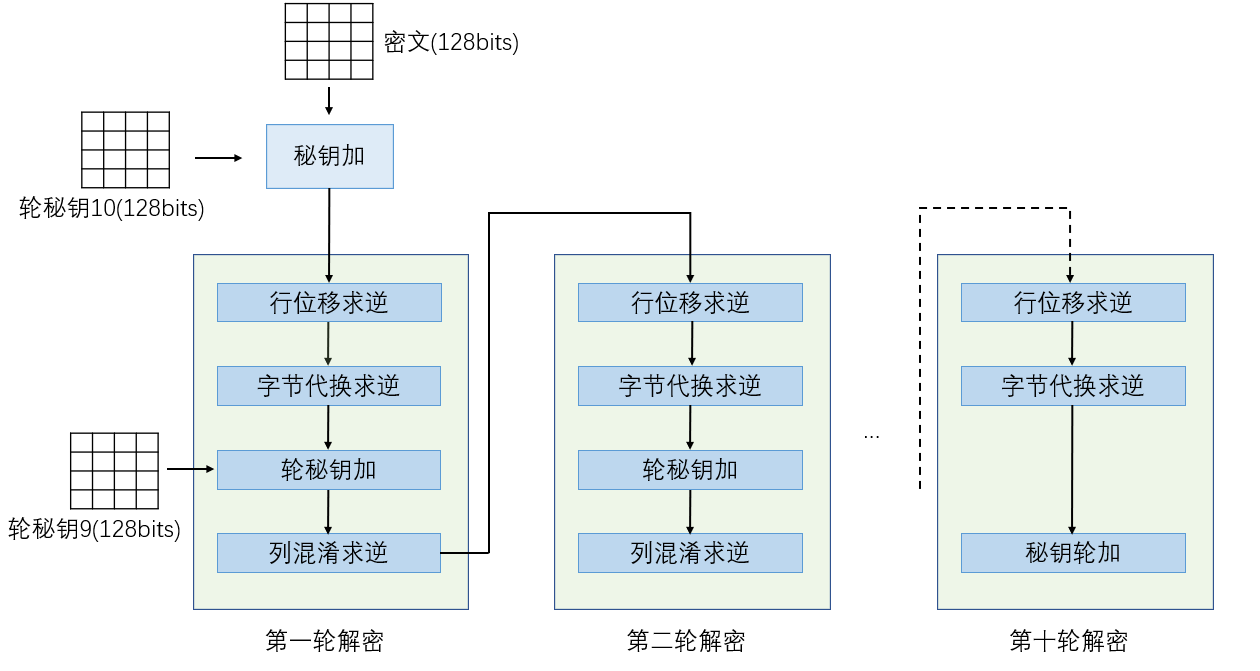 密文(128bits)
秘钥加
轮秘钥10(128bits)
行位移求逆
字节代换求逆
轮秘钥加
列混淆求逆
轮秘钥9(128bits)
第一轮解密
行位移求逆
字节代换求逆
轮秘钥加
列混淆求逆
第二轮解密
...
行位移求逆
字节代换求逆
秘钥轮加
第十轮解密